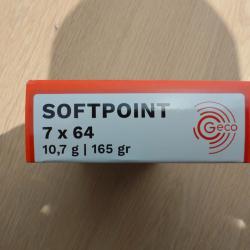 SOFTPOINT
7 x 64
10,7 g | 165 gr
Geco